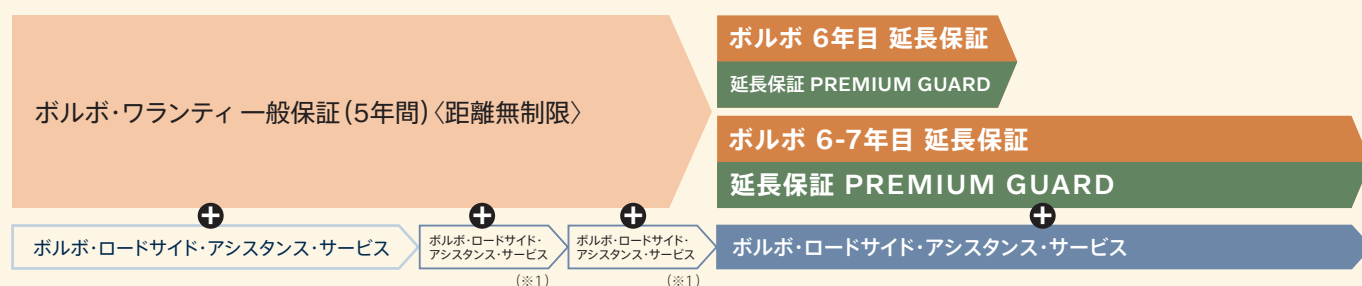 ボルボ・ワランティ 一般保証(5年間)〈距離無制限〉
ボルボ 6年目 延長保証
延長保証 PREMIUM GUARD
ボルボ 6-7年目 延長保証
延長保証 PREMIUM GUARD
ボルボ・ロードサイド・アシスタンス・サービス
ボルボ・ロードサイド・
アシスタンス・サービス
(※1)
ボルボ・ロードサイド・
アシスタンス・サービス
(※1)
ボルボ・ロードサイド・アシスタンス・サービス